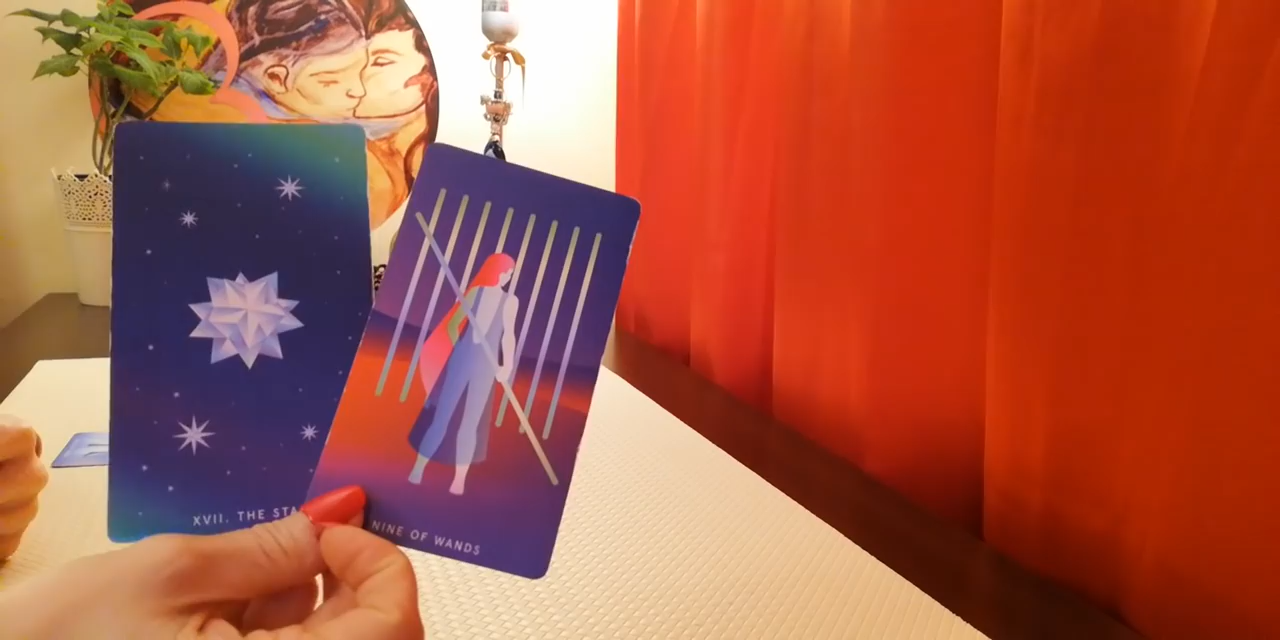 XVII. THE STA
NINE OF WANDS